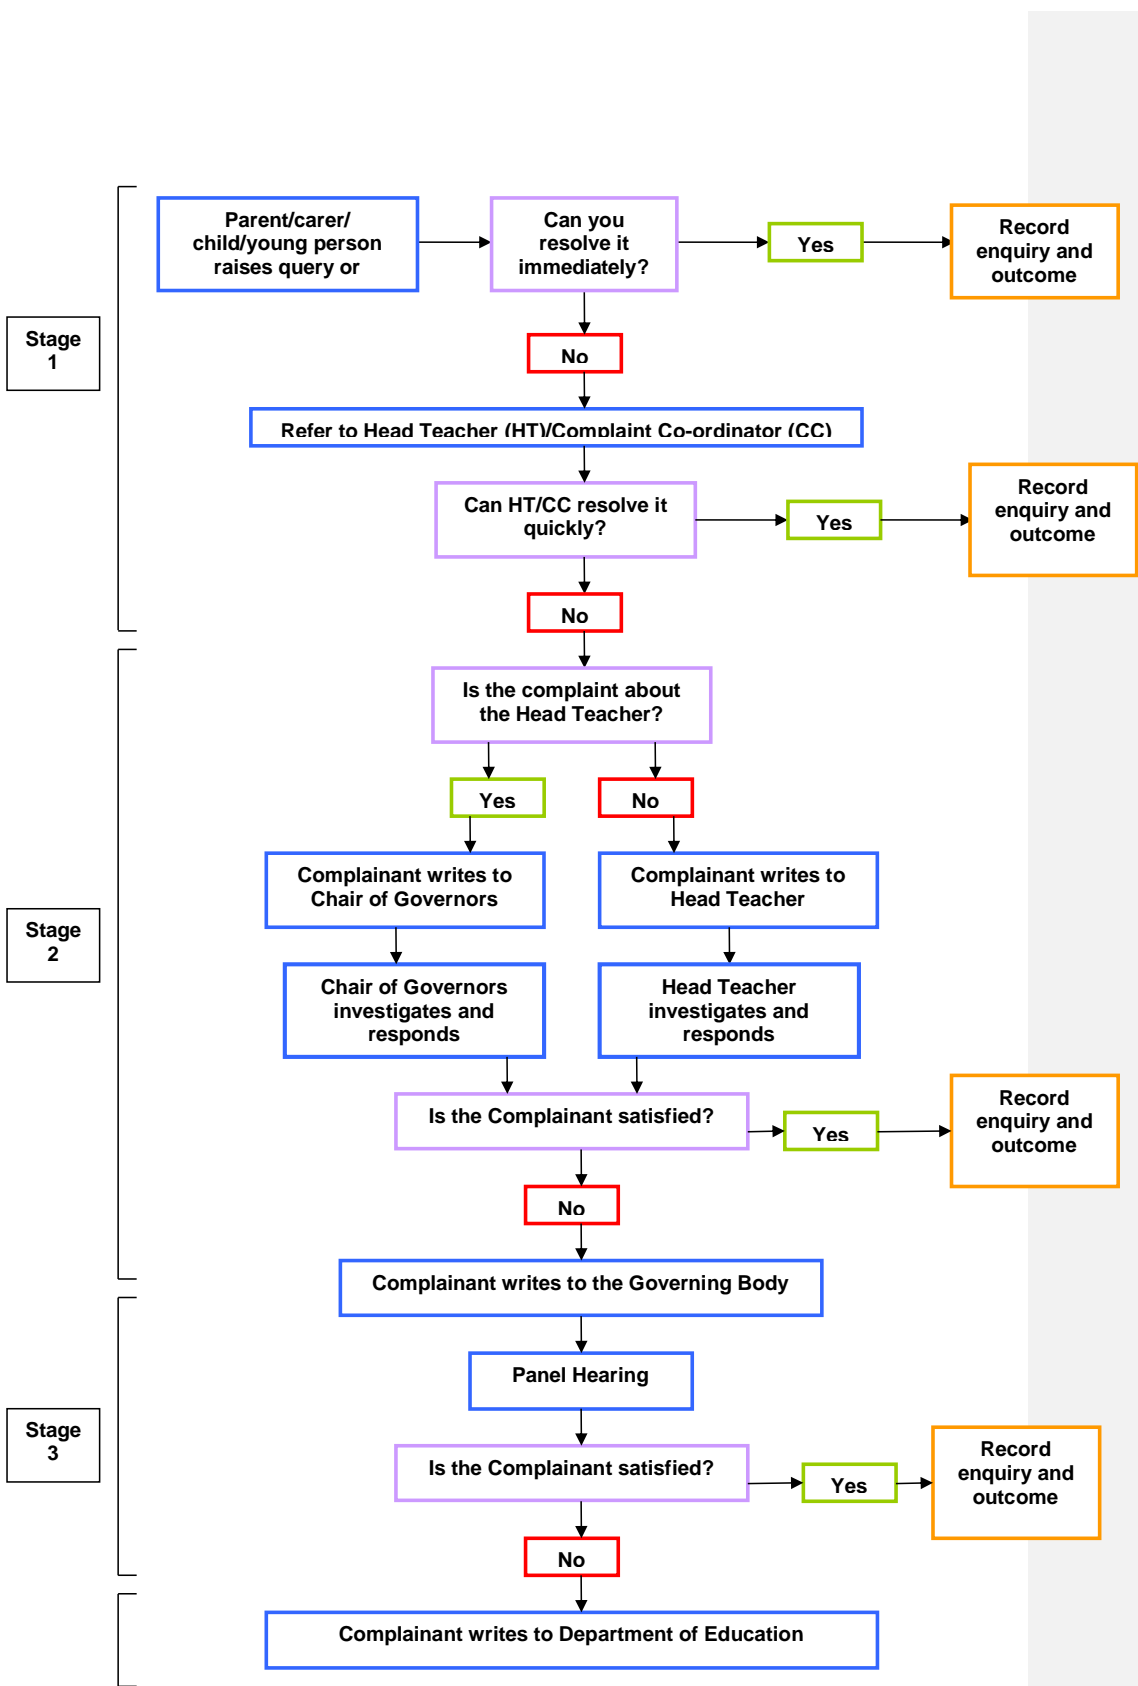 Parent/carer/
child/young person
raises query or
Can you
resolve it
immediately?
Yes
Record
enquiry and
outcome
Stage
1
No
Refer to Head Teacher (HT)/Complaint Co-ordinator (CC)
Can HT/CC resolve it
quickly?
Yes
Record
enquiry and
outcome
No
Is the complaint about
the Head Teacher?
Yes
No
Complainant writes to
Chair of Governors
Complainant writes to
Head Teacher
Stage
2
Chair of Governors
investigates and
responds
Head Teacher
investigates and
responds
Is the Complainant satisfied?
Yes
Record
enquiry and
outcome
No
Complainant writes to the Governing Body
Panel Hearing
Stage
3
Is the Complainant satisfied?
Yes
Record
enquiry and
outcome
No
Complainant writes to Department of Education